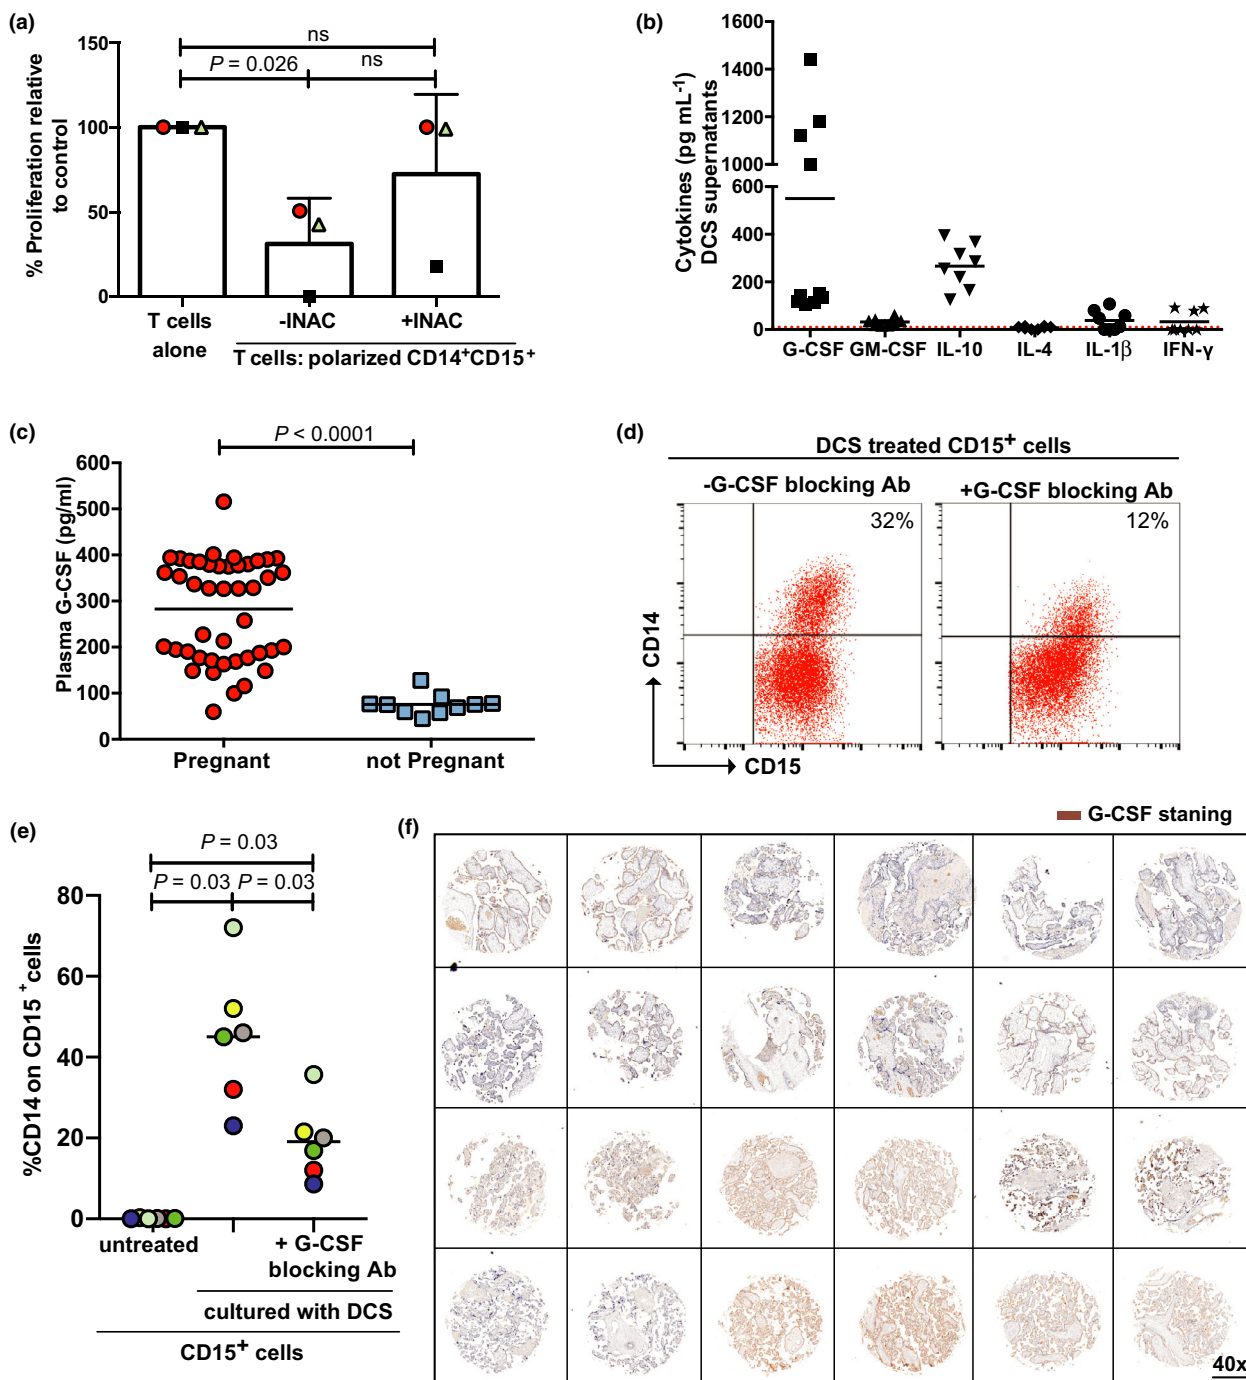 (a)
% Proliferation relative
to control
150
100
50
0
ns
P = 0.026
ns
T cells
alone
-INAC
+INAC
T cells: polarized CD14+CD15+
(b)
Cytokines (pg mL-1)
DCS supernatants
1600
1400
1200
1000
600
400
200
0
G-CSF
GM-CSF
IL-10
IL-4
IL-1β
IFN-γ
(c)
P < 0.0001
Plasma G-CSF (pg/ml)
600
500
400
300
200
100
0
Pregnant
not Pregnant
(d)
DCS treated CD15+ cells
-G-CSF blocking Ab
+G-CSF blocking Ab
32%
12%
CD14
CD15
(e)
P = 0.03
P = 0.03
P = 0.03
%CD14 on CD15 + cells
80
60
40
20
0
untreated
+ G-CSF
blocking Ab
cultured with DCS
CD15+ cells
(f)
G-CSF staning
40x